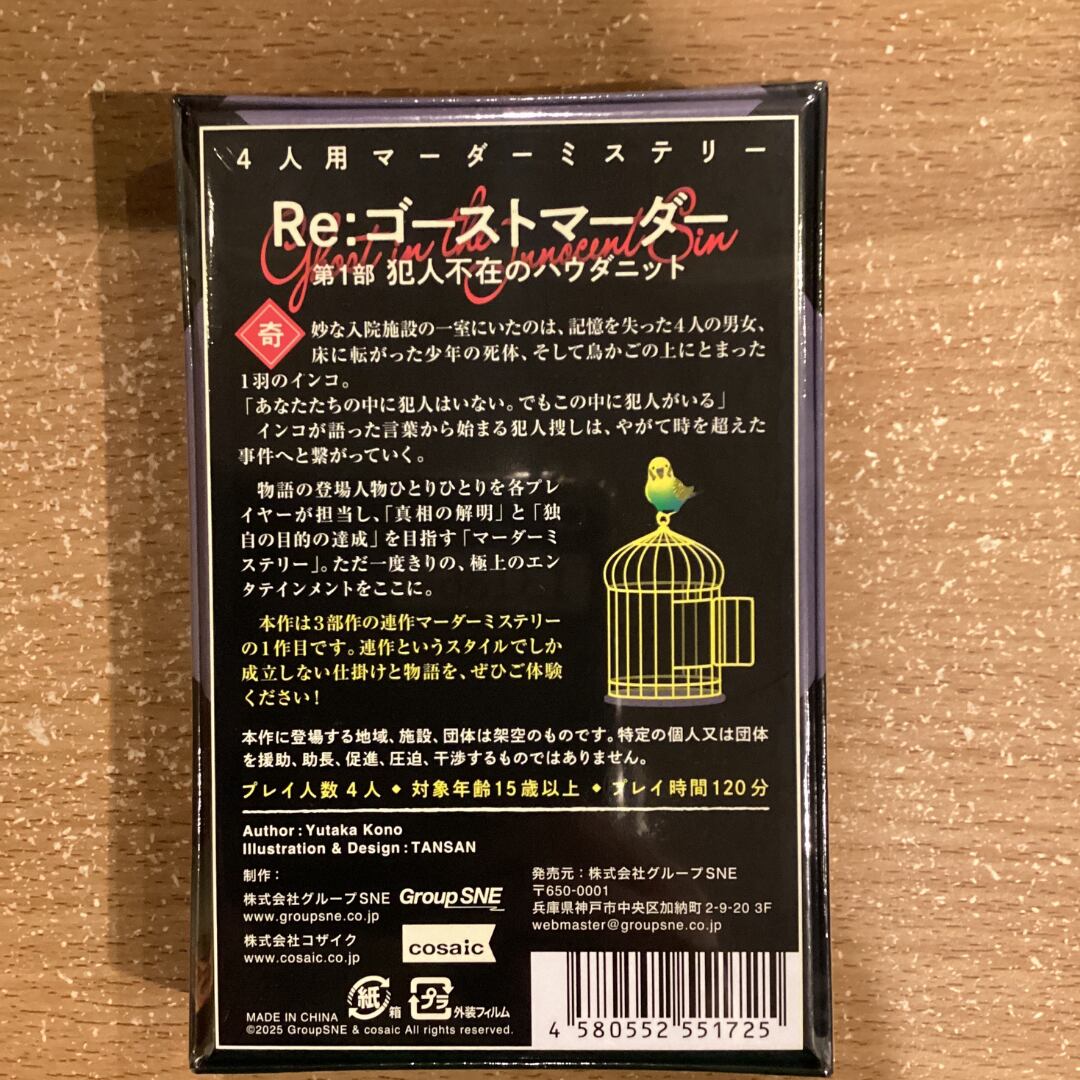 4人用マーダーミステリー
Re:ゴーストマーダー
Ghost in the Innocent Sin
第1部 犯人不在のハウダニット
奇妙な入院施設の一室にいたのは、記憶を失った4人の男女、
床に転がった少年の死体、そして鳥かごの上にとまった
1羽のインコ。
「あなたたちの中に犯人はいない。でもこの中に犯人がいる」
インコが語った言葉から始まる犯人捜しは、やがて時を超えた
事件へと繋がっていく。
物語の登場人物ひとりひとりを各プレ
イヤーが担当し、「真相の解明」と「独
自の目的の達成」を目指す「マーダーミ
ステリー」。ただ一度きりの、極上のエン
タテインメントをここに。
本作は3部作の連作マーダーミステリー
の1作目です。連作というスタイルでしか
成立しない仕掛けと物語を、ぜひご体験
ください!
本作に登場する地域、施設、団体は架空のものです。特定の個人又は団体
を援助、助長、促進、圧迫、干渉するものではありません。
プレイ人数4人◆対象年齢15歳以上◆プレイ時間120分
Author:Yutaka Kono
Illustration & Design:TANSAN
制作:
株式会社グループSNE GroupSNE
www.groupsne.co.jp
株式会社コザイク cosaic
www.cosaic.co.jp
発売元:株式会社グループSNE
〒650-0001
兵庫県神戸市中央区加納町2-9-20 3F
webmaster@groupsne.co.jp
紙 箱 プラ 外装フィルム
MADE IN CHINA
©2025 GroupSNE & cosaic All rights reserved.
4 580552 551725